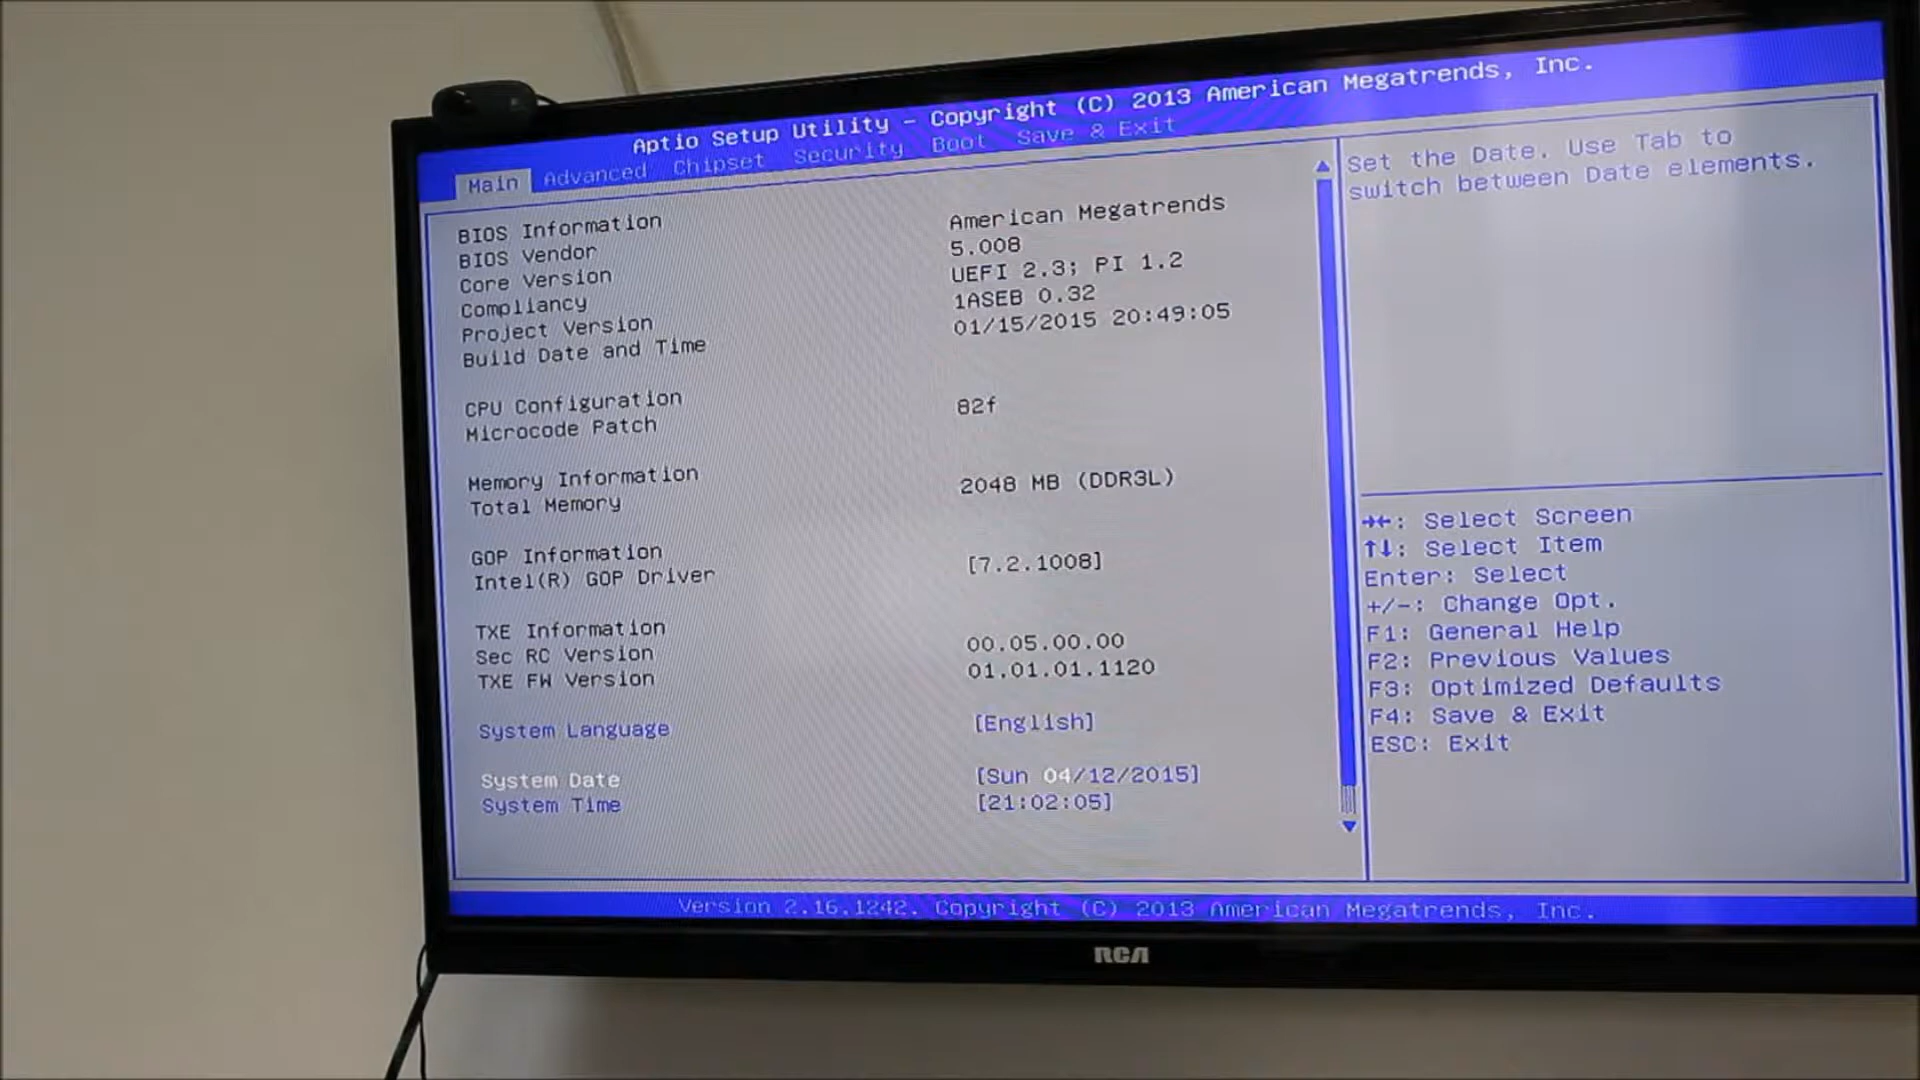 Aptio Setup Utility - Copyright (C) 2013 American Megatrends, Inc.
Main Advanced Chipset Security Boot Save & Exit
BIOS Information
BIOS Vendor American Megatrends
Core Version 5.008
Compliancy UEFI 2.3; PI 1.2
Project Version 1ASEB 0.32
Build Date and Time 01/15/2015 20:49:05
CPU Configuration
Microcode Patch 82f
Memory Information
Total Memory 2048 MB (DDR3L)
GOP Information
Intel(R) GOP Driver [7.2.1008]
TXE Information
Sec RC Version 00.05.00.00
TXE FW Version 01.01.01.1120
System Language [English]
System Date [Sun 04/12/2015]
System Time [21:02:05]
Set the Date. Use Tab to
switch between Date elements.
→←: Select Screen
↑↓: Select Item
Enter: Select
+/-: Change Opt.
F1: General Help
F2: Previous Values
F3: Optimized Defaults
F4: Save & Exit
ESC: Exit
Version 2.16.1242. Copyright (C) 2013 American Megatrends, Inc.
RCA